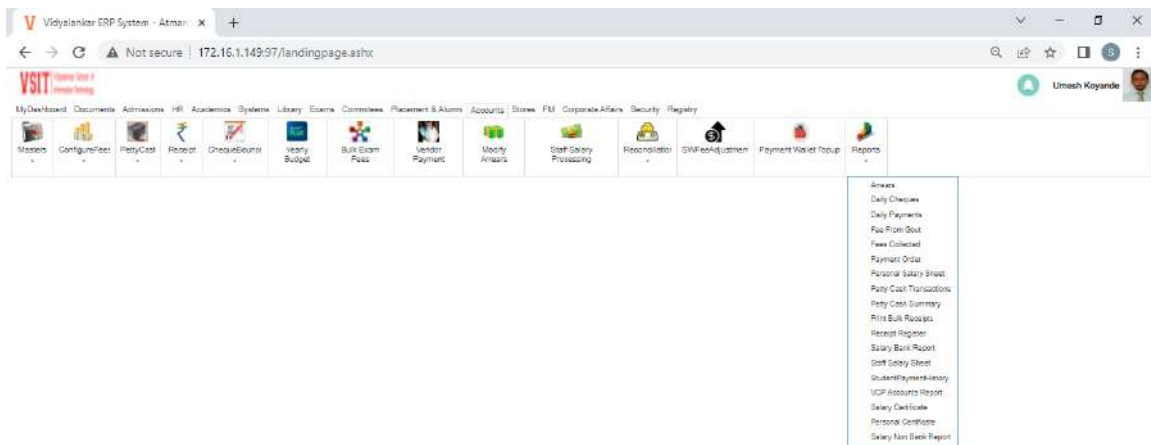 Vidyalankar ERP System - Atman
Not secure | 172.16.1.149:97/landingpage.ashx
VSIT
Umesh Koyande
MyDashboard Documents Admissions HR Academics Systems Library Exams Commitees Placement & Alumni Accounts Stores FM Corporate Affairs Security Registry
Masters ConfigureFees PettyCash Receipt ChequeBounce Yearly Budget Bulk Exam Fees Vendor Payment Modify Arrears Staff Salary Processing Reconciliation SWFeeAdjustmen Payment Wallet Topup Reports
Arrears
Daily Cheques
Daily Payments
Fee From Govt
Fees Collected
Payment Order
Personal Salary Sheet
Petty Cash Transactions
Petty Cash Summary
Print Bulk Receipts
Receipt Register
Salary Bank Report
Staff Salary Sheet
StudentPaymentHistory
UCP Accounts Report
Salary Certificate
Personal Certificate
Salary Non Bank Report